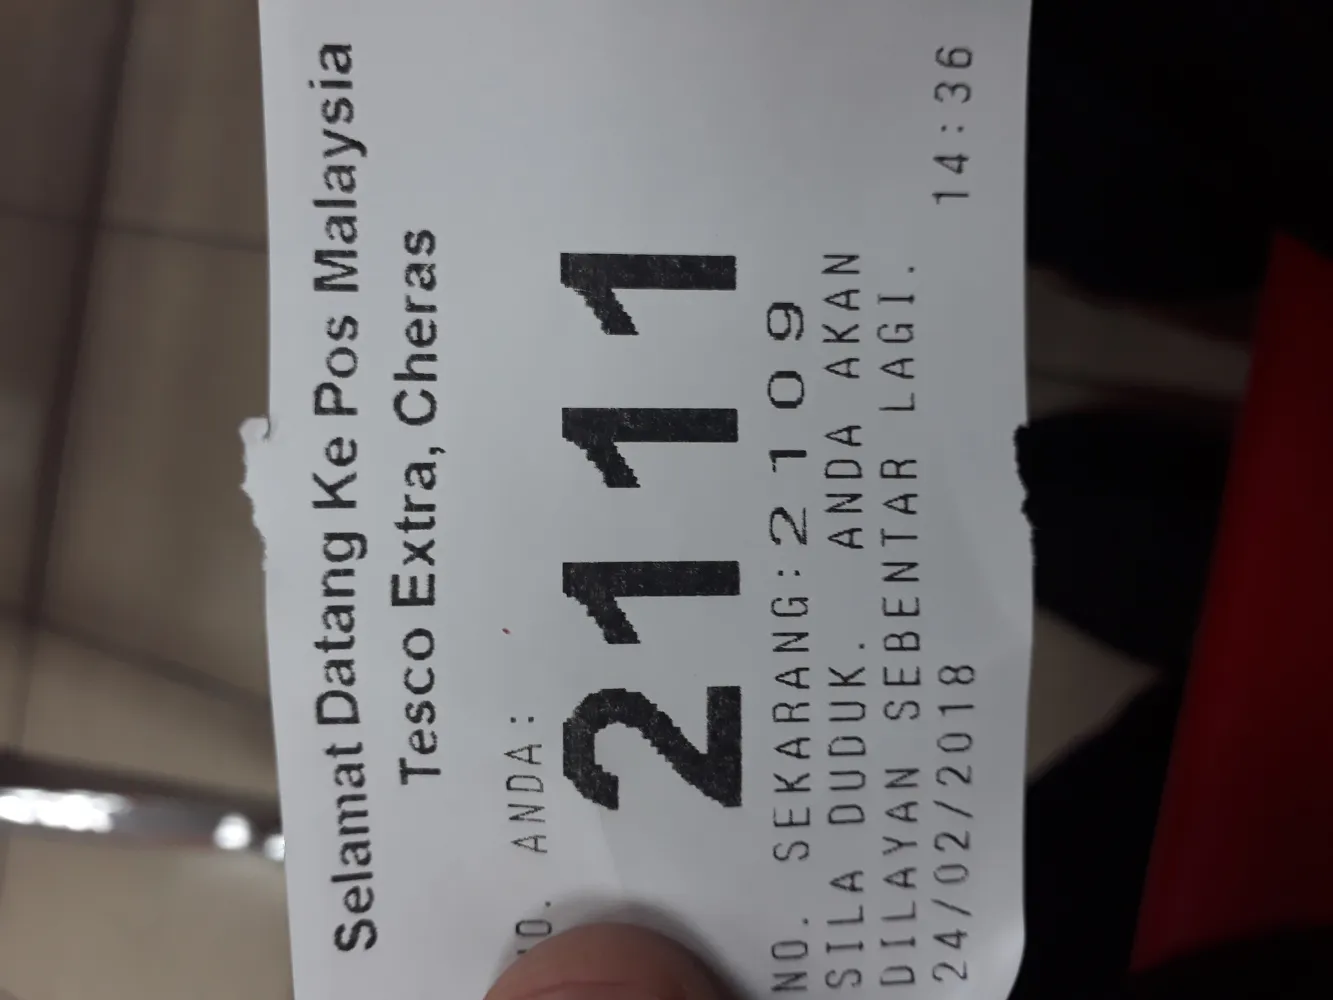 Selamat Datang Ke Pos Malaysia
Tesco Extra, Cheras
NO. ANDA:
2111
NO. SEKARANG:2109
SILA DUDUK. ANDA AKAN
DILAYAN SEBENTAR LAGI.
24/02/2018 14:36